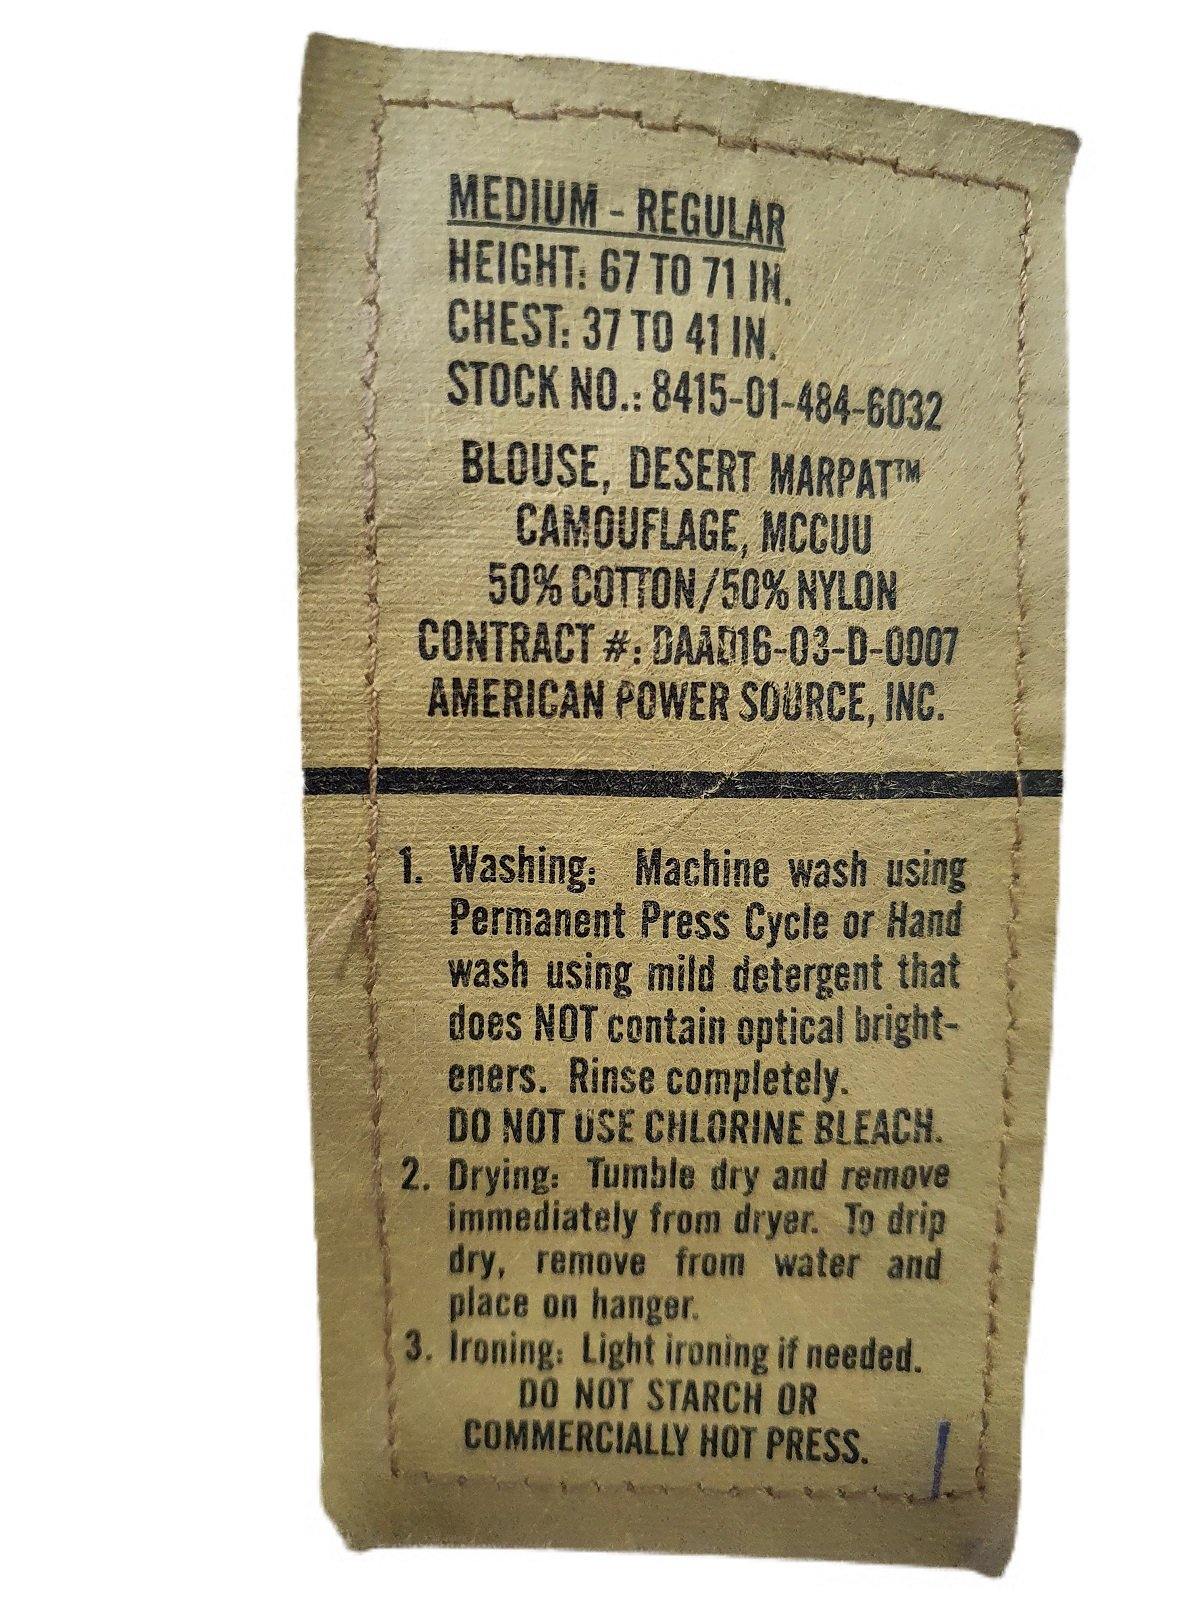 MEDIUM - REGULAR
HEIGHT: 67 TO 71 IN.
CHEST: 37 TO 41 IN.
STOCK NO.: 8415-01-484-6032
BLOUSE, DESERT MARPAT™
CAMOUFLAGE, MCCUU
50% COTTON/50% NYLON
CONTRACT #: DAAD16-03-D-0007
AMERICAN POWER SOURCE, INC.
1. Washing: Machine wash using
Permanent Press Cycle or Hand
wash using mild detergent that
does NOT contain optical bright-
eners. Rinse completely.
DO NOT USE CHLORINE BLEACH.
2. Drying: Tumble dry and remove
immediately from dryer. To drip
dry, remove from water and
place on hanger.
3. Ironing: Light ironing if needed.
DO NOT STARCH OR
COMMERCIALLY HOT PRESS.